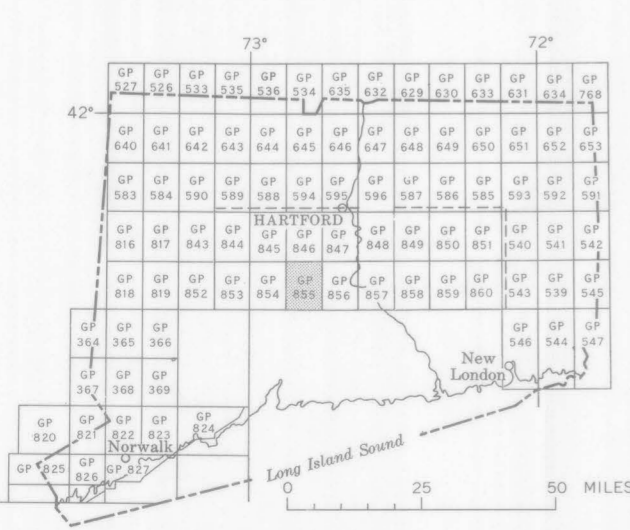 73° 72°
GP 527 GP 526 GP 533 GP 535 GP 536 GP 534 GP 635 GP 632 GP 629 GP 630 GP 633 GP 631 GP 634 GP 768
42°
GP 640 GP 641 GP 642 GP 643 GP 644 GP 645 GP 646 GP 647 GP 648 GP 649 GP 650 GP 651 GP 652 GP 653
GP 583 GP 584 GP 590 GP 589 GP 588 GP 594 GP 595 GP 596 GP 587 GP 586 GP 585 GP 593 GP 592 GP 591
HARTFORD
GP 816 GP 817 GP 843 GP 844 GP 845 GP 846 GP 847 GP 848 GP 849 GP 850 GP 851 GP 540 GP 541 GP 542
GP 818 GP 819 GP 852 GP 853 GP 854 GP 855 GP 856 GP 857 GP 858 GP 859 GP 860 GP 543 GP 539 GP 545
GP 364 GP 365 GP 366 GP 546 GP 544 GP 547
New
London
GP 367 GP 368 GP 369
GP 820 GP 821 GP 822 GP 823 GP 824
Norwalk
GP 825 GP 826 GP 827
Long Island Sound
0 25 50 MILES